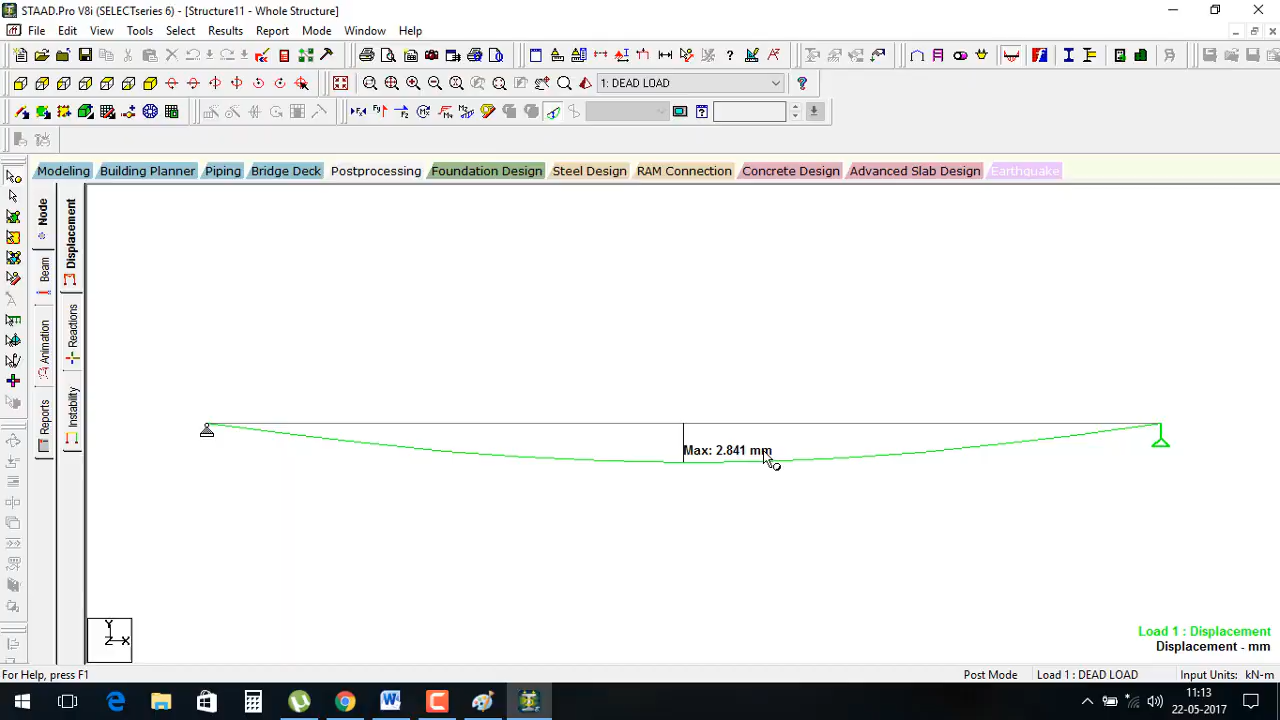 STAAD.Pro V8i (SELECTseries 6) - [Structure11 - Whole Structure]
File Edit View Tools Select Results Report Mode Window Help
1: DEAD LOAD
Modeling Building Planner Piping Bridge Deck Postprocessing Foundation Design Steel Design RAM Connection Concrete Design Advanced Slab Design Earthquake
Node
Beam
Animation
Reports
Displacement
Reactions
Instability
Max: 2.841 mm
Y
Z X
Load 1 : Displacement
Displacement - mm
For Help, press F1
Post Mode
Load 1 : DEAD LOAD
Input Units: kN-m
11:13
22-05-2017